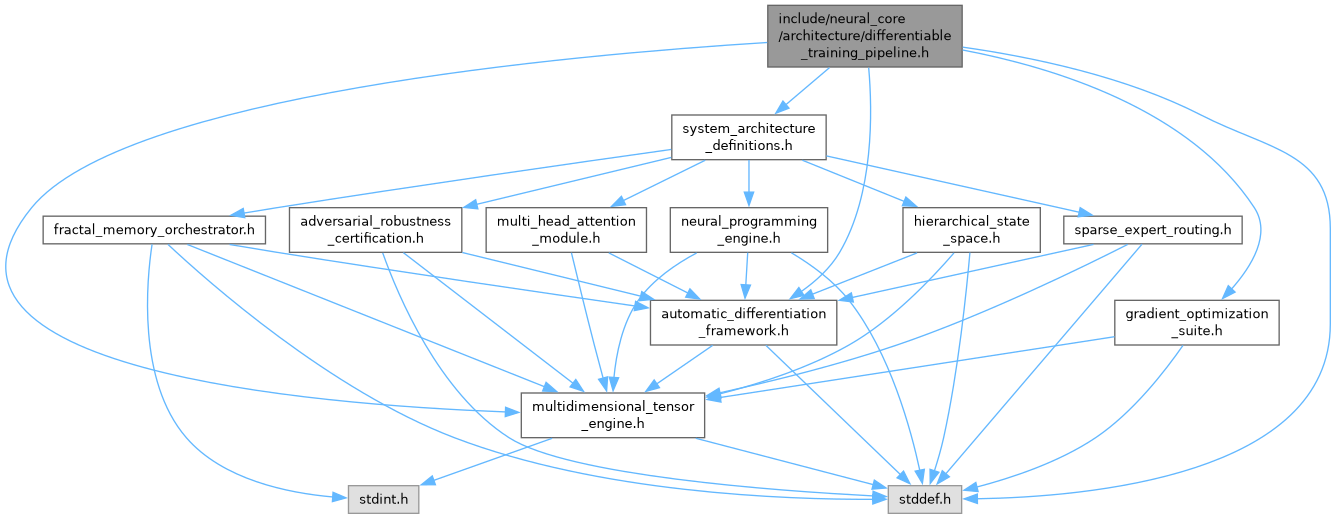 include/neural_core
/architecture/differentiable
_training_pipeline.h
system_architecture
_definitions.h
fractal_memory_orchestrator.h
adversarial_robustness
_certification.h
multi_head_attention
_module.h
neural_programming
_engine.h
hierarchical_state
_space.h
sparse_expert_routing.h
automatic_differentiation
_framework.h
gradient_optimization
_suite.h
multidimensional_tensor
_engine.h
stdint.h
stddef.h